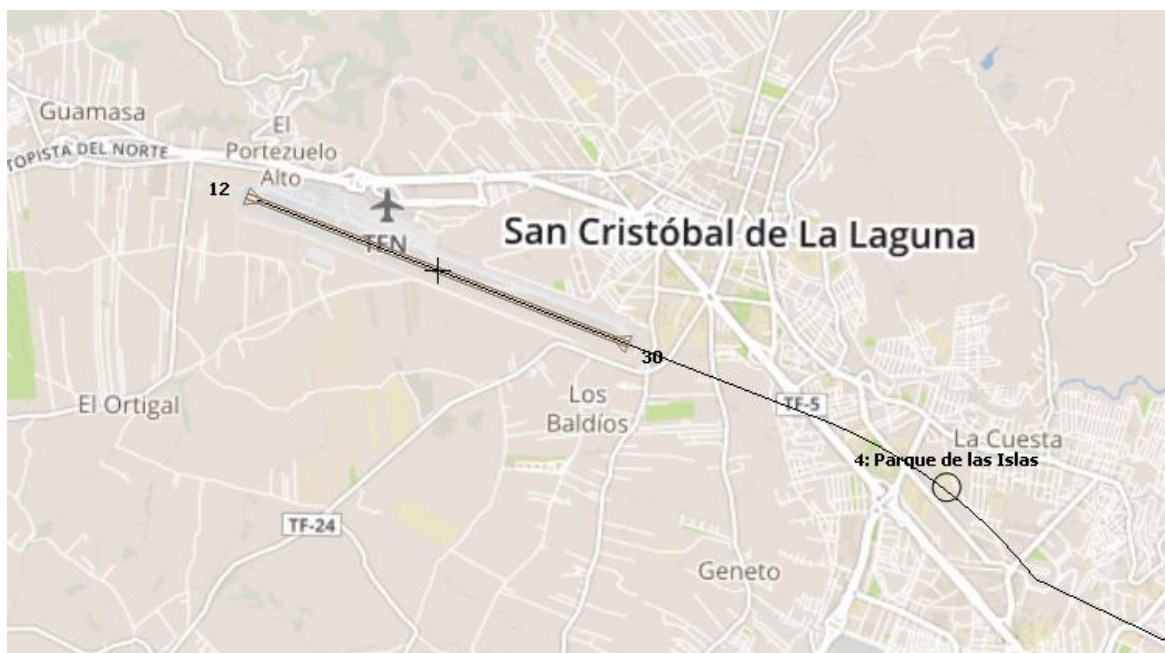 Guamasa
El
Portezuelo
Alto
TOPISTA DEL NORTE
12
TFN
San Cristóbal de La Laguna
30
Los
Baldíos
El Ortigal
TF-5
La Cuesta
4: Parque de las Islas
TF-24
Geneto